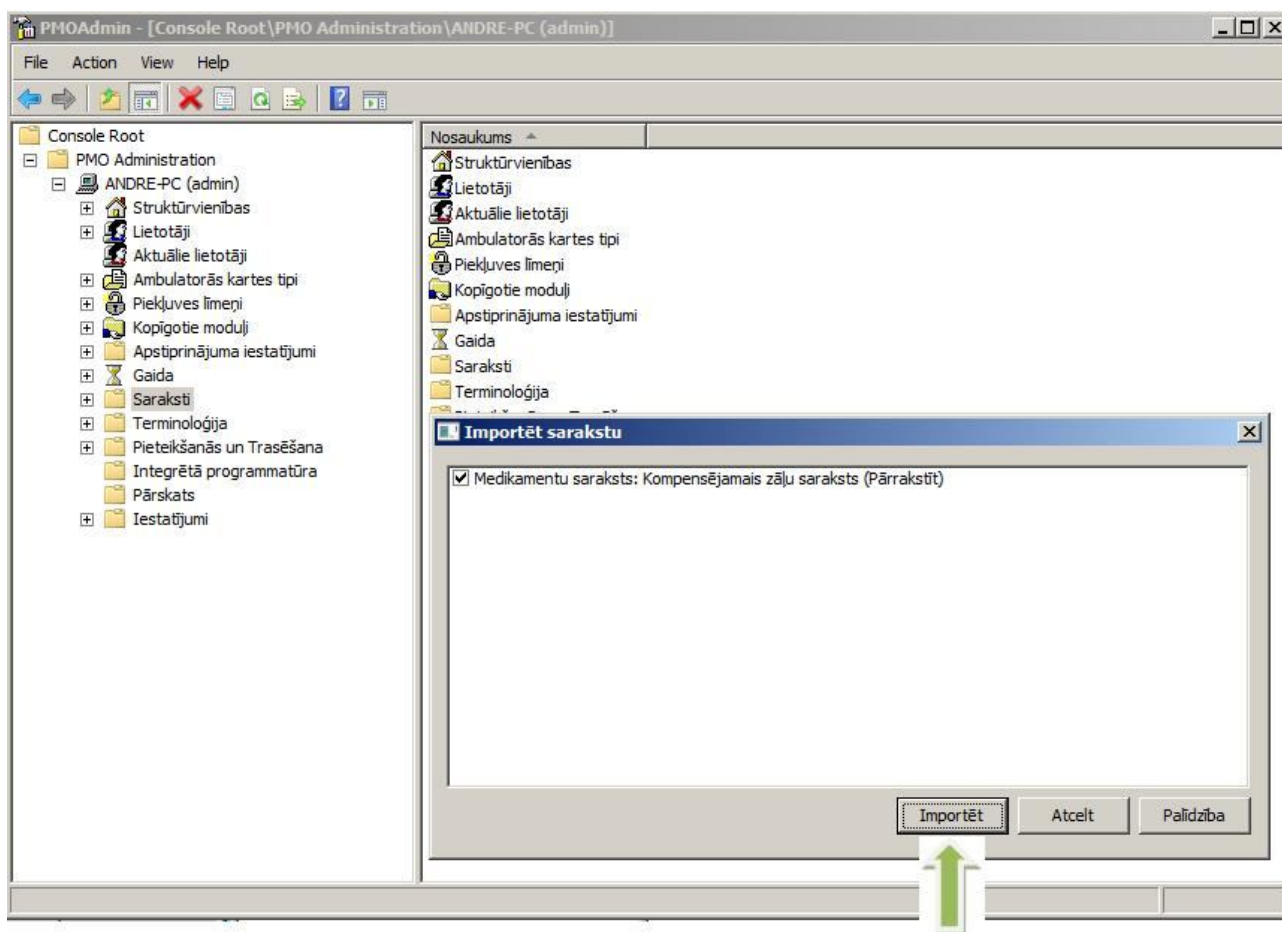 PMOAdmin - [Console Root\PMO Administration\ANDRE-PC (admin)]
File Action View Help
Console Root
PMO Administration
ANDRE-PC (admin)
Struktūrvienības
Lietotāji
Aktuālie lietotāji
Ambulatorās kartes tipi
Piekļuves līmeņi
Kopīgotie moduļi
Apstiprinājuma iestatījumi
Gaida
Saraksti
Terminoloģija
Pieteikšanās un Trasēšana
Integrētā programmatūra
Pārskats
Iestatījumi
Nosaukums
Struktūrvienības
Lietotāji
Aktuālie lietotāji
Ambulatorās kartes tipi
Piekļuves līmeņi
Kopīgotie moduļi
Apstiprinājuma iestatījumi
Gaida
Saraksti
Terminoloģija
Importēt sarakstu
Medikamentu saraksts: Kompensējamais zāļu saraksts (Pārrakstīt)
Importēt Atcelt Palīdzība